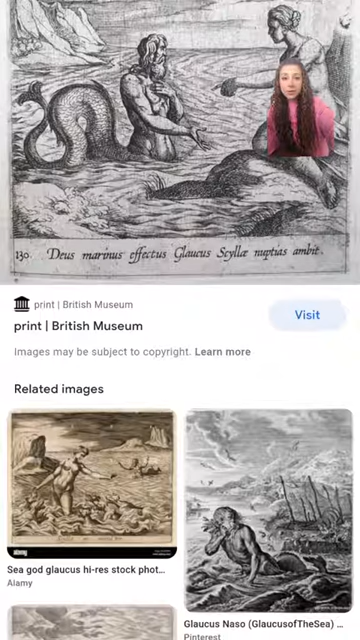 130. Deus marinus effectus Glaucus Scyllæ nuptias ambit.
print | British Museum
print | British Museum
Visit
Images may be subject to copyright. Learn more
Related images
alamy
Sea god glaucus hi-res stock phot...
Alamy
Glaucus Naso (GlaucusofTheSea) ...
Pinterest